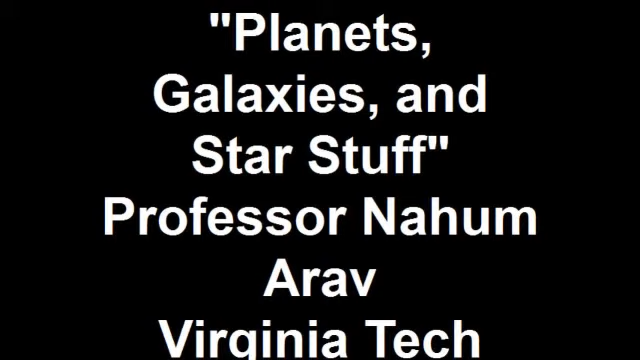 "Planets,
Galaxies, and
Star Stuff"
Professor Nahum
Arav
Virginia Tech